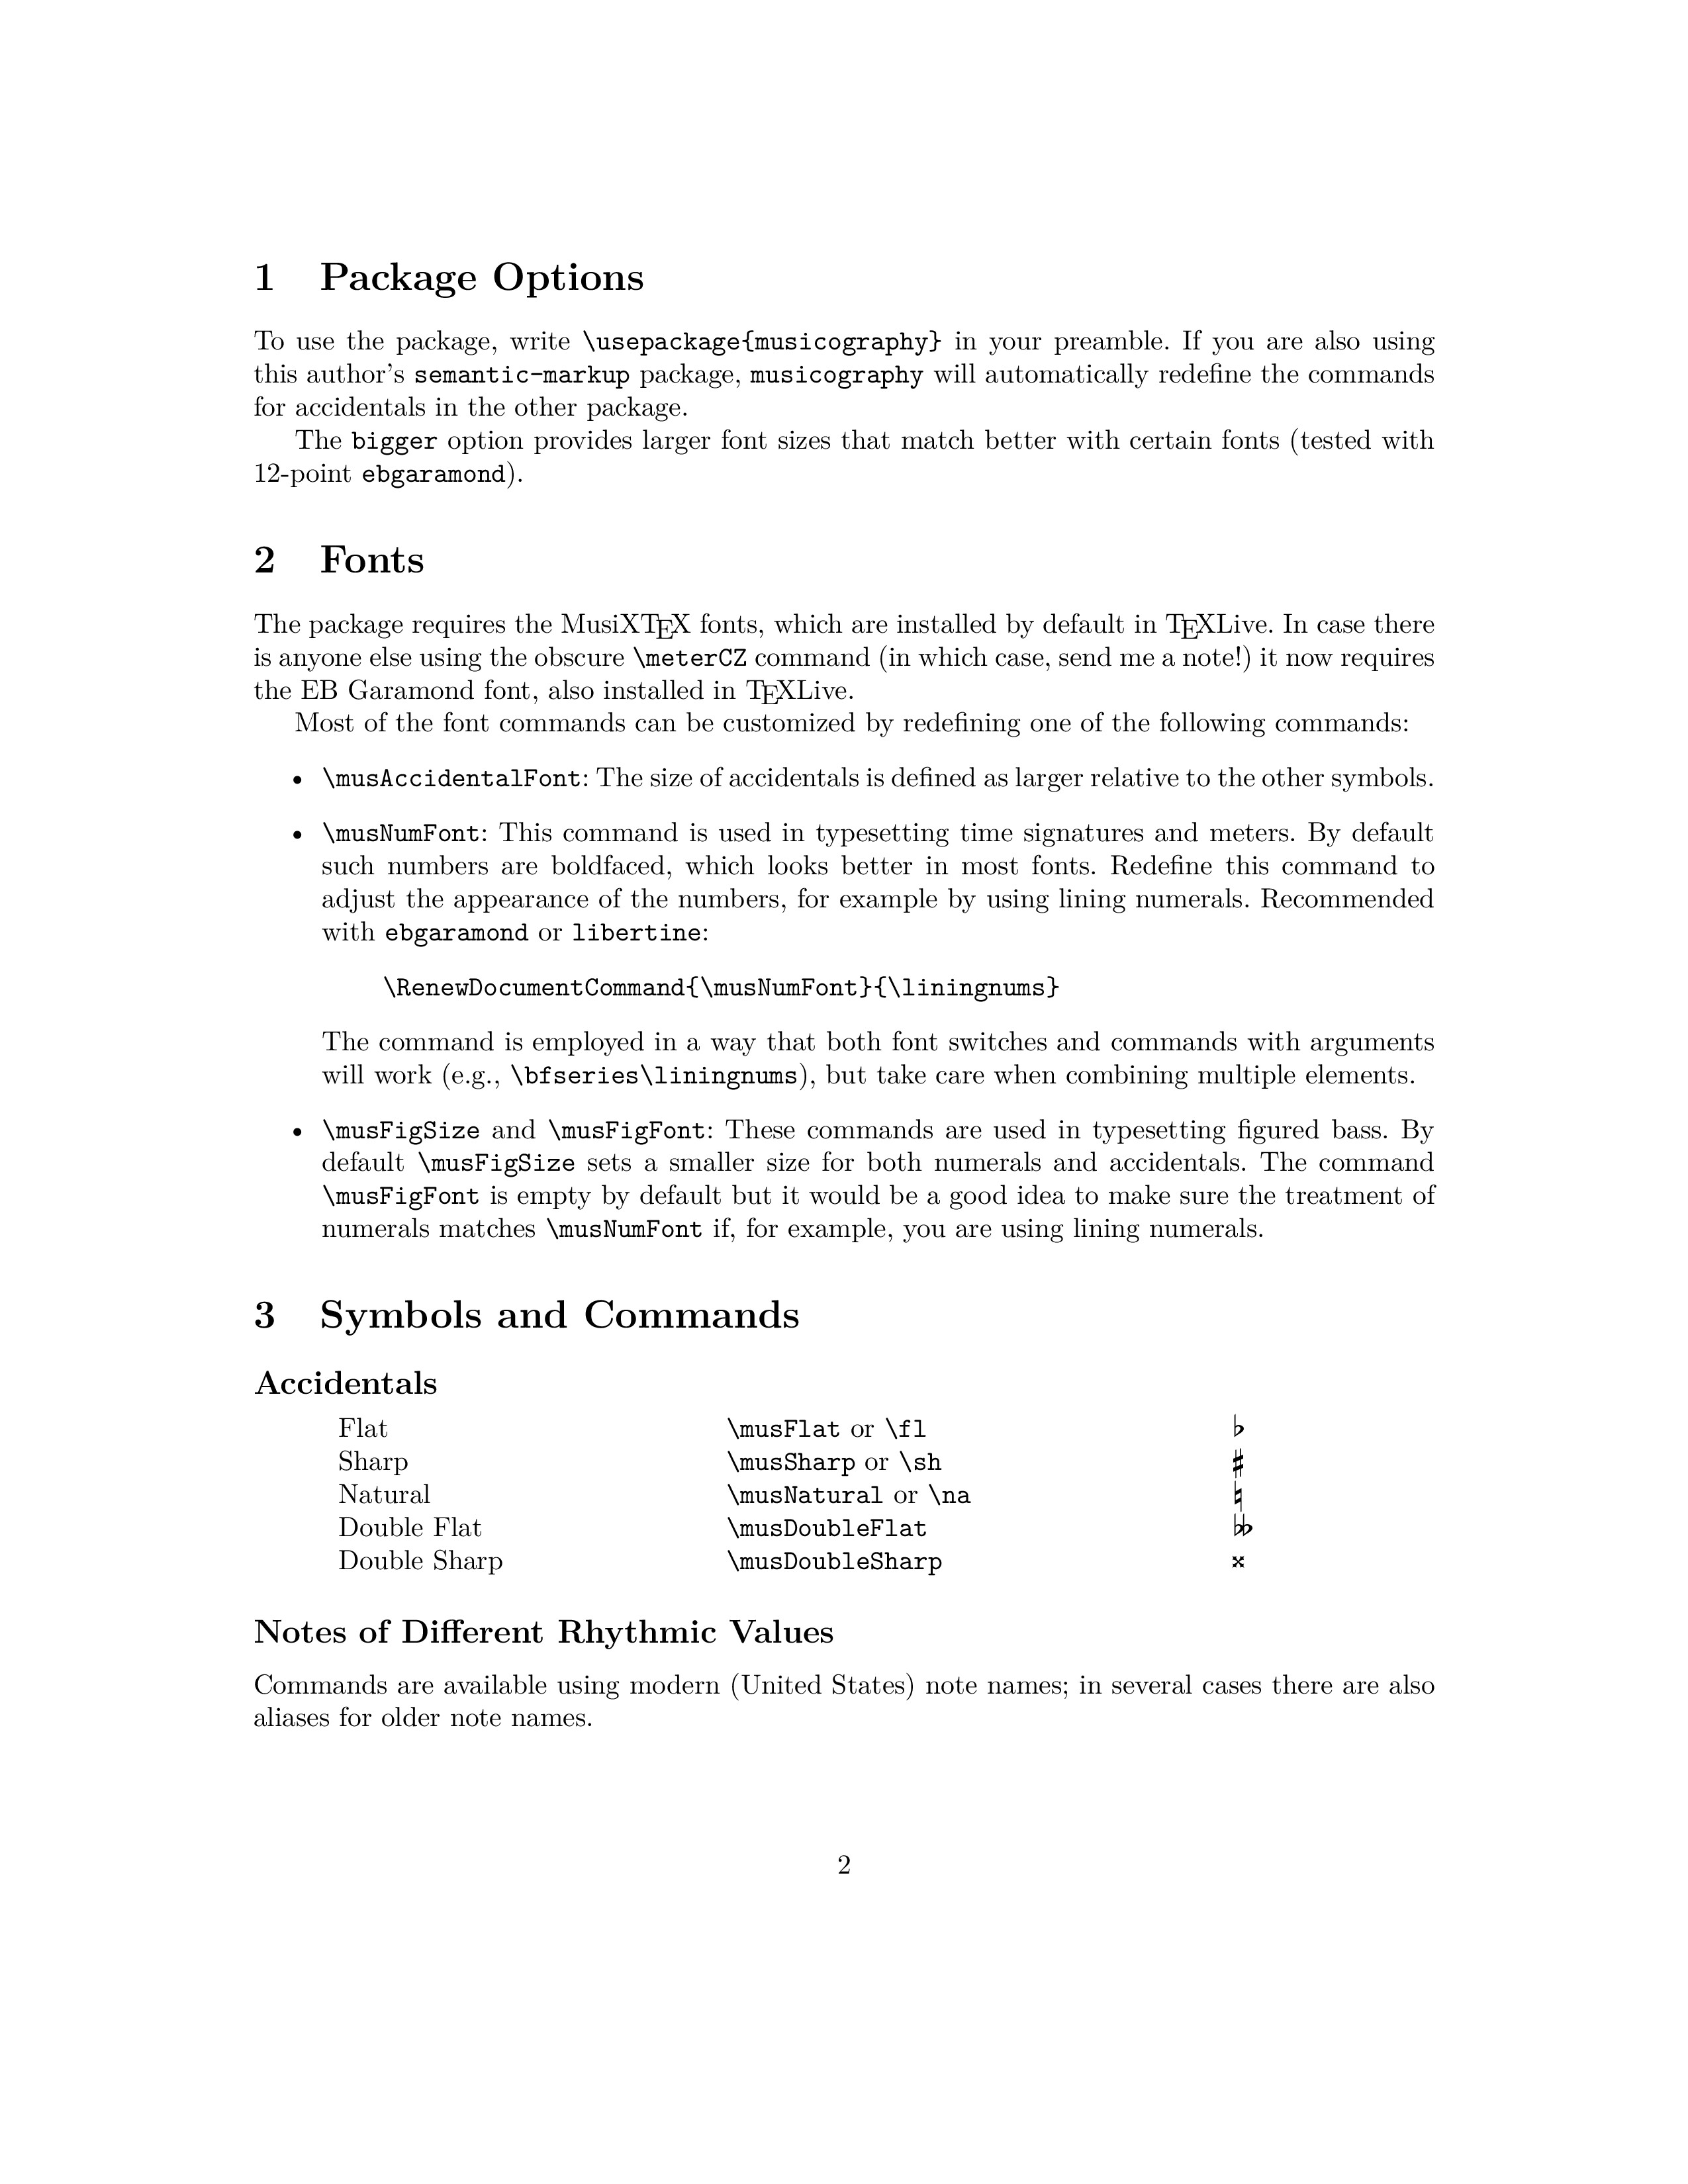 1 Package Options
To use the package, write \usepackage{musicography} in your preamble. If you are also using
this author's semantic-markup package, musicography will automatically redefine the commands
for accidentals in the other package.
The bigger option provides larger font sizes that match better with certain fonts (tested with
12-point ebgaramond).
2 Fonts
The package requires the MusiXTEX fonts, which are installed by default in TEXLive. In case there
is anyone else using the obscure \meterCZ command (in which case, send me a note!) it now requires
the EB Garamond font, also installed in TEXLive.
Most of the font commands can be customized by redefining one of the following commands:
• \musAccidentalFont: The size of accidentals is defined as larger relative to the other symbols.
• \musNumFont: This command is used in typesetting time signatures and meters. By default
such numbers are boldfaced, which looks better in most fonts. Redefine this command to
adjust the appearance of the numbers, for example by using lining numerals. Recommended
with ebgaramond or libertine:
\RenewDocumentCommand{\musNumFont}{\liningnums}
The command is employed in a way that both font switches and commands with arguments
will work (e.g., \bfseries\liningnums), but take care when combining multiple elements.
• \musFigSize and \musFigFont: These commands are used in typesetting figured bass. By
default \musFigSize sets a smaller size for both numerals and accidentals. The command
\musFigFont is empty by default but it would be a good idea to make sure the treatment of
numerals matches \musNumFont if, for example, you are using lining numerals.
3 Symbols and Commands
Accidentals
Flat \musFlat or \fl ♭
Sharp \musSharp or \sh ♯
Natural \musNatural or \na ♮
Double Flat \musDoubleFlat 𝄫
Double Sharp \musDoubleSharp 𝄪
Notes of Different Rhythmic Values
Commands are available using modern (United States) note names; in several cases there are also
aliases for older note names.
2